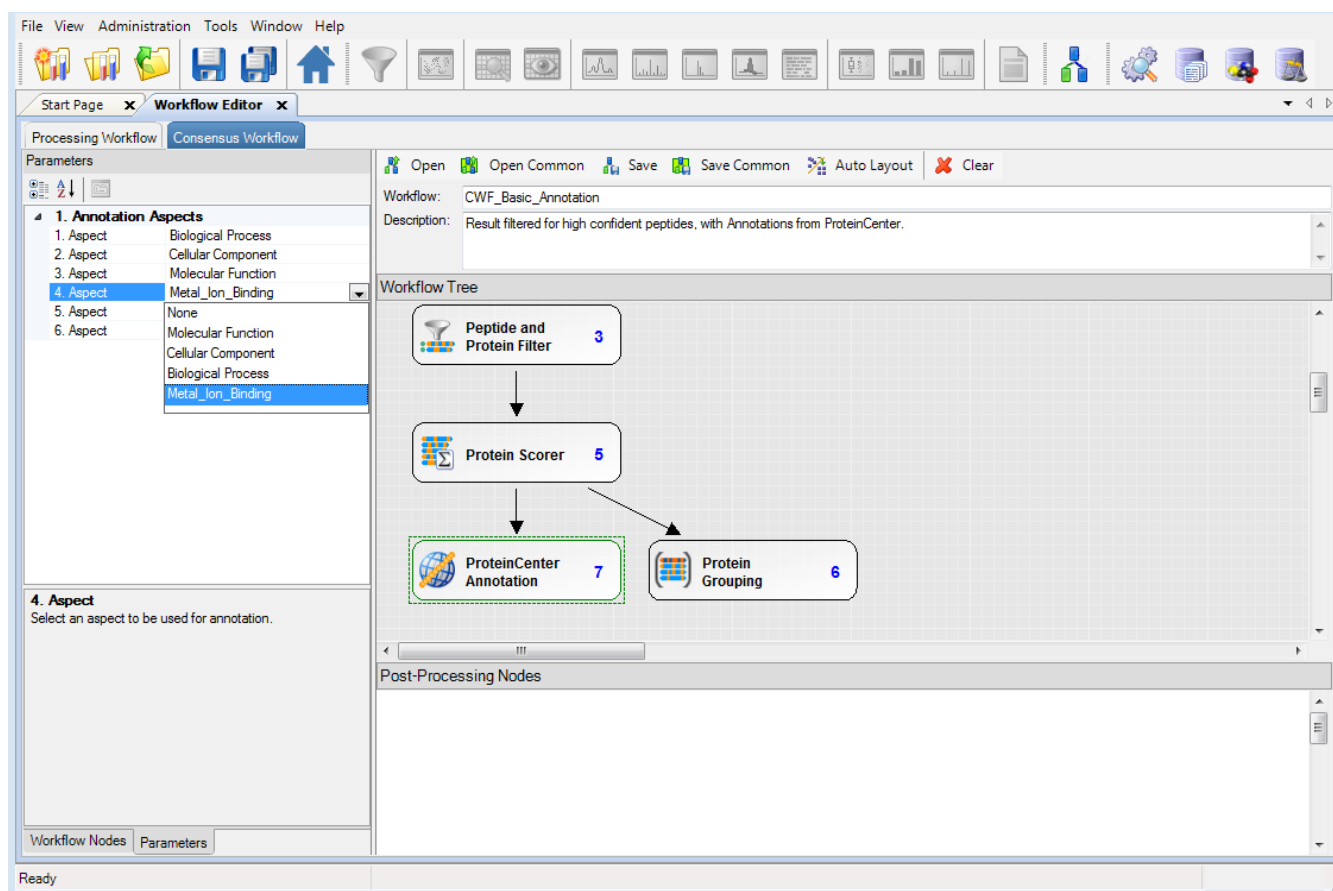 File View Administration Tools Window Help
Start Page x Workflow Editor x
Processing Workflow Consensus Workflow
Parameters
Open Open Common Save Save Common Auto Layout Clear
Workflow: CWF_Basic_Annotation
Description: Result filtered for high confident peptides, with Annotations from ProteinCenter.
1. Annotation Aspects
1. Aspect Biological Process
2. Aspect Cellular Component
3. Aspect Molecular Function
4. Aspect Metal_Ion_Binding
5. Aspect
6. Aspect
None
Molecular Function
Cellular Component
Biological Process
Metal_Ion_Binding
4. Aspect
Select an aspect to be used for annotation.
Workflow Nodes Parameters
Workflow Tree
Peptide and
Protein Filter 3
Protein Scorer 5
ProteinCenter
Annotation 7
Protein
Grouping 6
Post-Processing Nodes
Ready